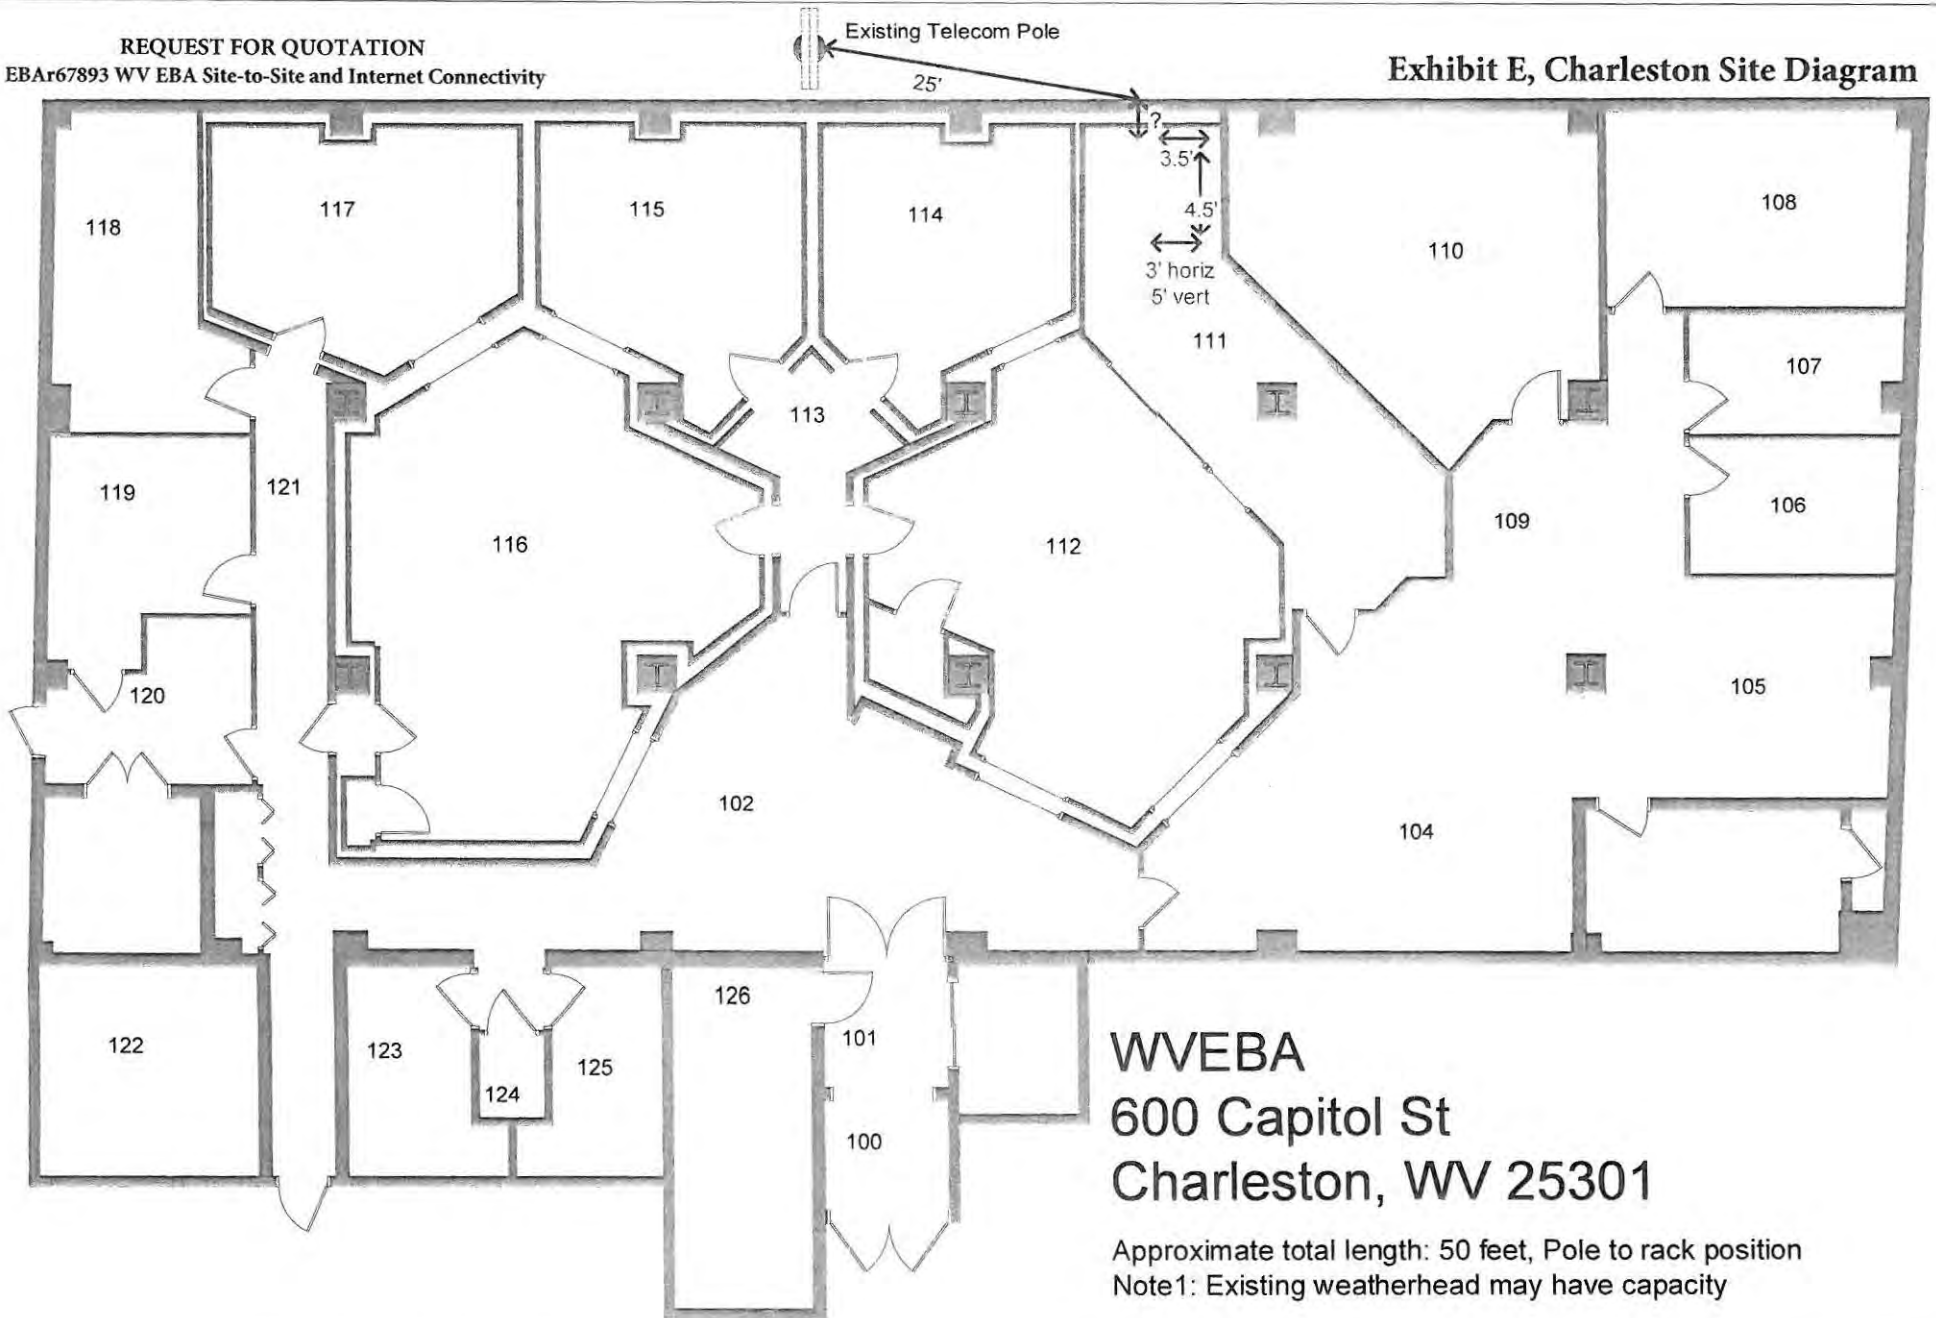 REQUEST FOR QUOTATION
EBAr67893 WV EBA Site-to-Site and Internet Connectivity
Existing Telecom Pole
25'
Exhibit E, Charleston Site Diagram
?
3.5'
4.5'
3' horiz
5' vert
118
117
115
114
111
110
108
107
106
113
109
119
121
116
112
120
105
102
104
122
123
124
125
126
101
100
WVEBA
600 Capitol St
Charleston, WV 25301
Approximate total length: 50 feet, Pole to rack position
Note1: Existing weatherhead may have capacity